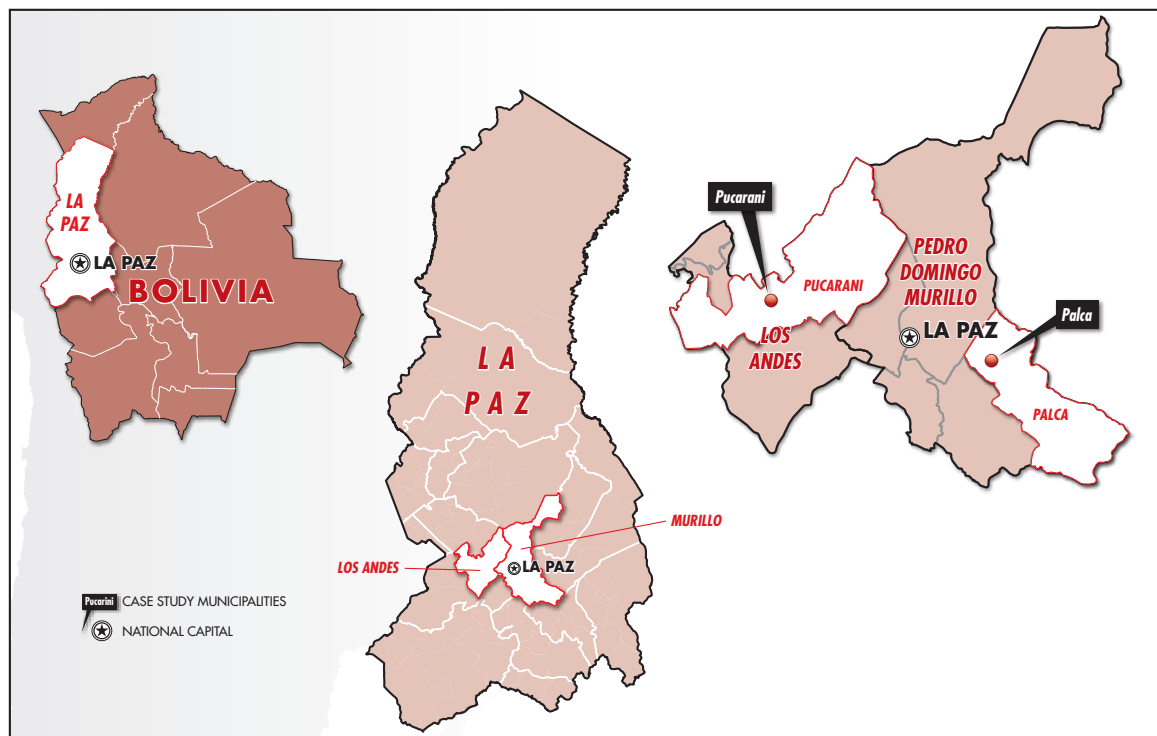 LA
PAZ
LA PAZ
BOLIVIA
Pucarini
CASE STUDY MUNICIPALITIES
NATIONAL CAPITAL
LA
PAZ
MURILLO
LOS ANDES
LA PAZ
Pucarani
PUCARANI
PEDRO
DOMINGO
MURILLO
LA PAZ
Palca
LOS
ANDES
PALCA